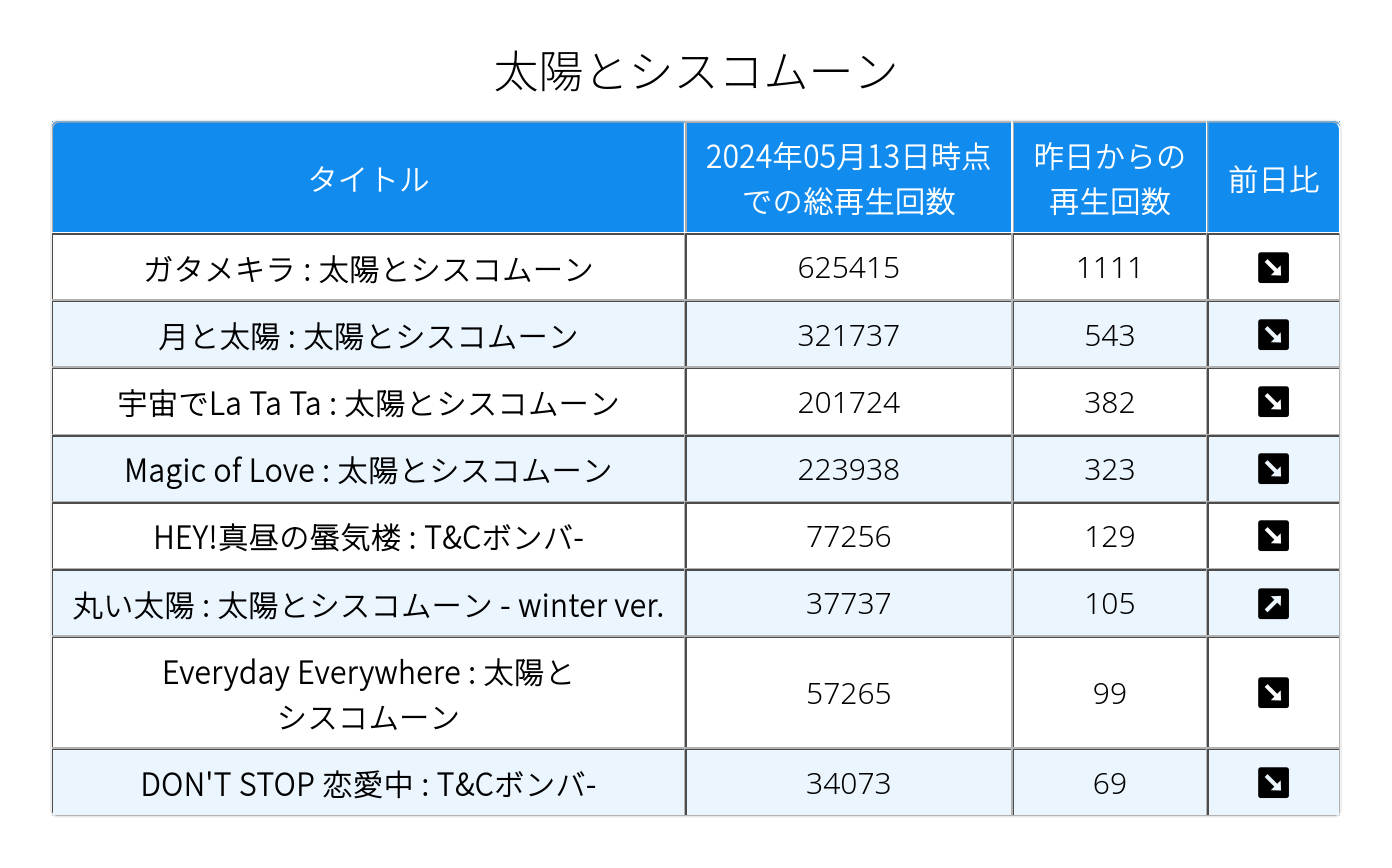 太陽とシスコムーン
タイトル
2024年05月13日時点
での総再生回数
昨日からの
再生回数
前日比
ガタメキラ : 太陽とシスコムーン 625415 1111 ↘
月と太陽 : 太陽とシスコムーン 321737 543 ↘
宇宙でLa Ta Ta : 太陽とシスコムーン 201724 382 ↘
Magic of Love : 太陽とシスコムーン 223938 323 ↘
HEY!真昼の蜃気楼 : T&Cボンバ- 77256 129 ↘
丸い太陽 : 太陽とシスコムーン - winter ver. 37737 105 ↗
Everyday Everywhere : 太陽と
シスコムーン 57265 99 ↘
DON'T STOP 恋愛中 : T&Cボンバ- 34073 69 ↘